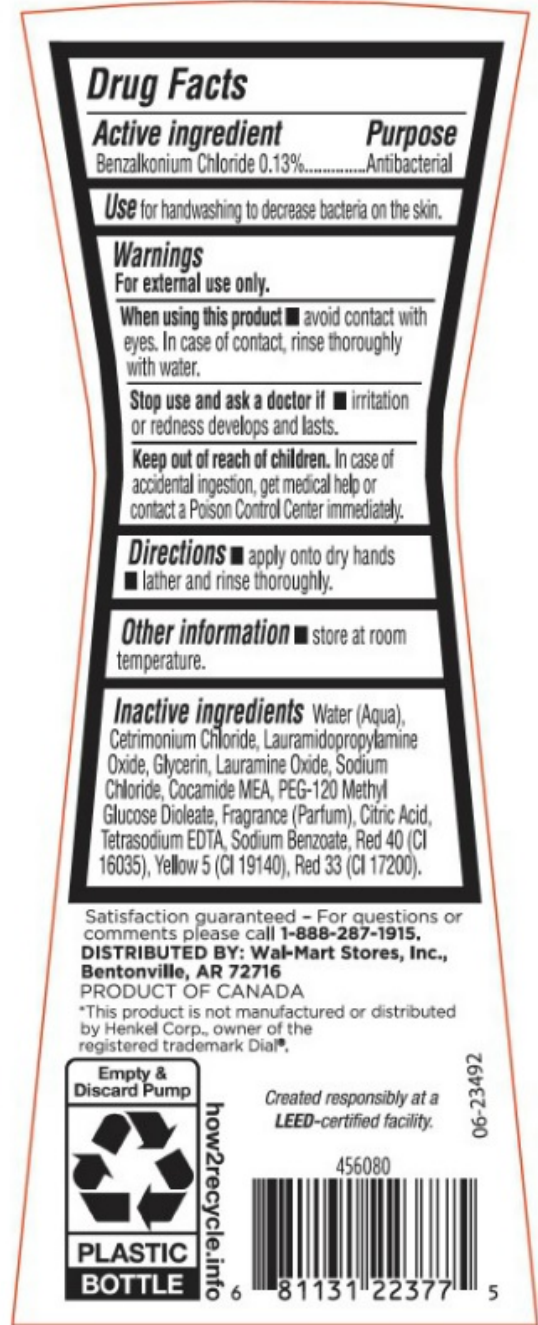 Drug Facts
Active ingredient Purpose
Benzalkonium Chloride 0.13%...............Antibacterial
Use for handwashing to decrease bacteria on the skin.
Warnings
For external use only.
When using this product ■ avoid contact with
eyes. In case of contact, rinse thoroughly
with water.
Stop use and ask a doctor if ■ irritation
or redness develops and lasts.
Keep out of reach of children. In case of
accidental ingestion, get medical help or
contact a Poison Control Center immediately.
Directions ■ apply onto dry hands
■ lather and rinse thoroughly.
Other information ■ store at room
temperature.
Inactive ingredients Water (Aqua),
Cetrimonium Chloride, Lauramidopropylamine
Oxide, Glycerin, Lauramine Oxide, Sodium
Chloride, Cocamide MEA, PEG-120 Methyl
Glucose Dioleate, Fragrance (Parfum), Citric Acid,
Tetrasodium EDTA, Sodium Benzoate, Red 40 (CI
16035), Yellow 5 (CI 19140), Red 33 (CI 17200).
Satisfaction guaranteed – For questions or
comments please call 1-888-287-1915.
DISTRIBUTED BY: Wal-Mart Stores, Inc.,
Bentonville, AR 72716
PRODUCT OF CANADA
*This product is not manufactured or distributed
by Henkel Corp., owner of the
registered trademark Dial®.
Empty &
Discard Pump
PLASTIC
BOTTLE
how2recycle.info
Created responsibly at a
LEED-certified facility.
06-23492
456080
6 81131 22377 5